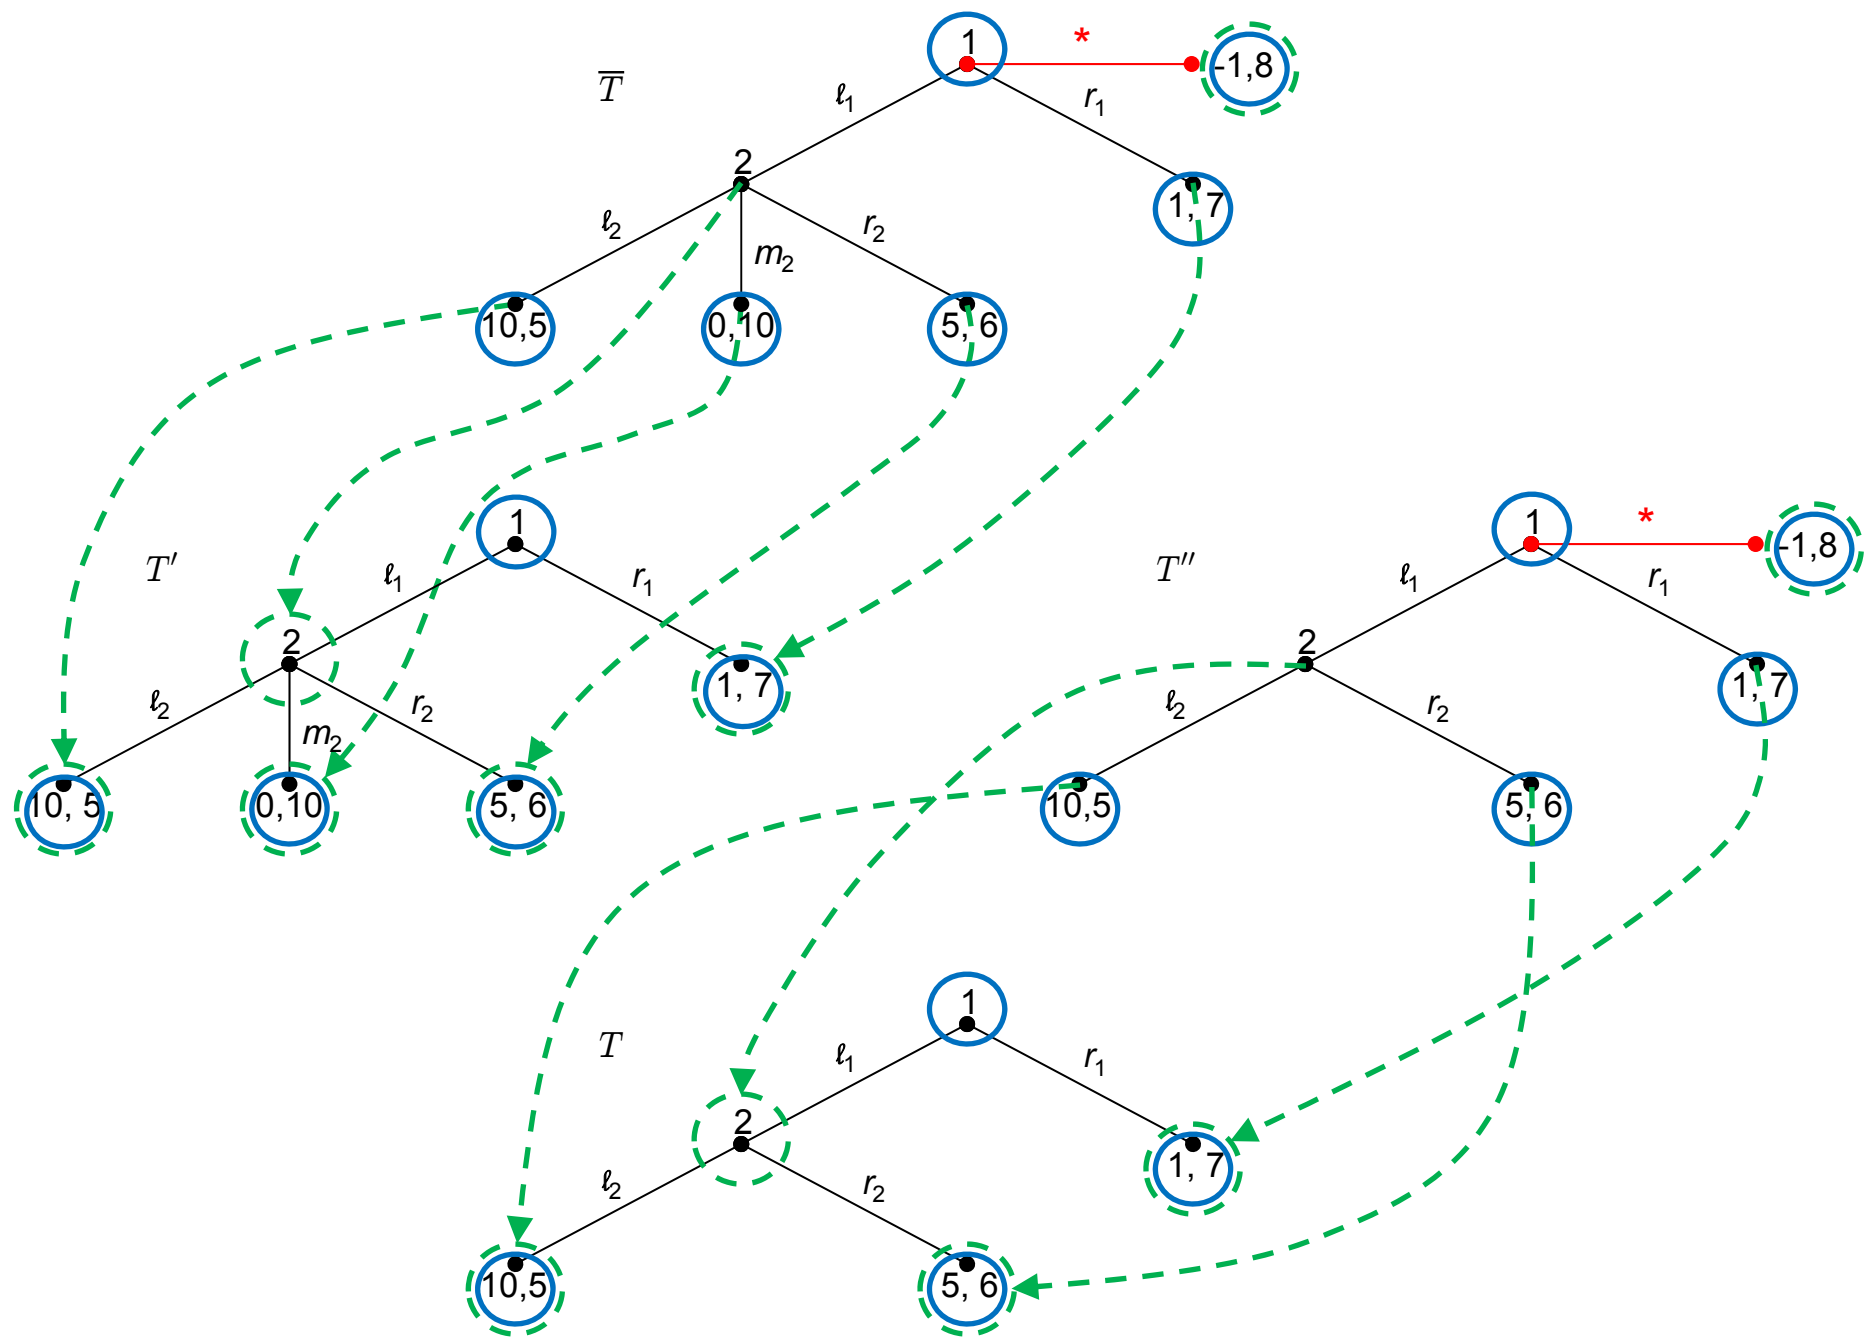 1 * -1,8
T̅ ℓ1 r1
2 1, 7
ℓ2 m2 r2
10,5 0,10 5, 6
1 1 * -1,8
T′ ℓ1 r1 T″ ℓ1 r1
2 1, 7 2 1, 7
ℓ2 m2 r2 ℓ2 r2
10, 5 0,10 5, 6 10,5 5, 6
1
T ℓ1 r1
2 1, 7
ℓ2 r2
10,5 5, 6